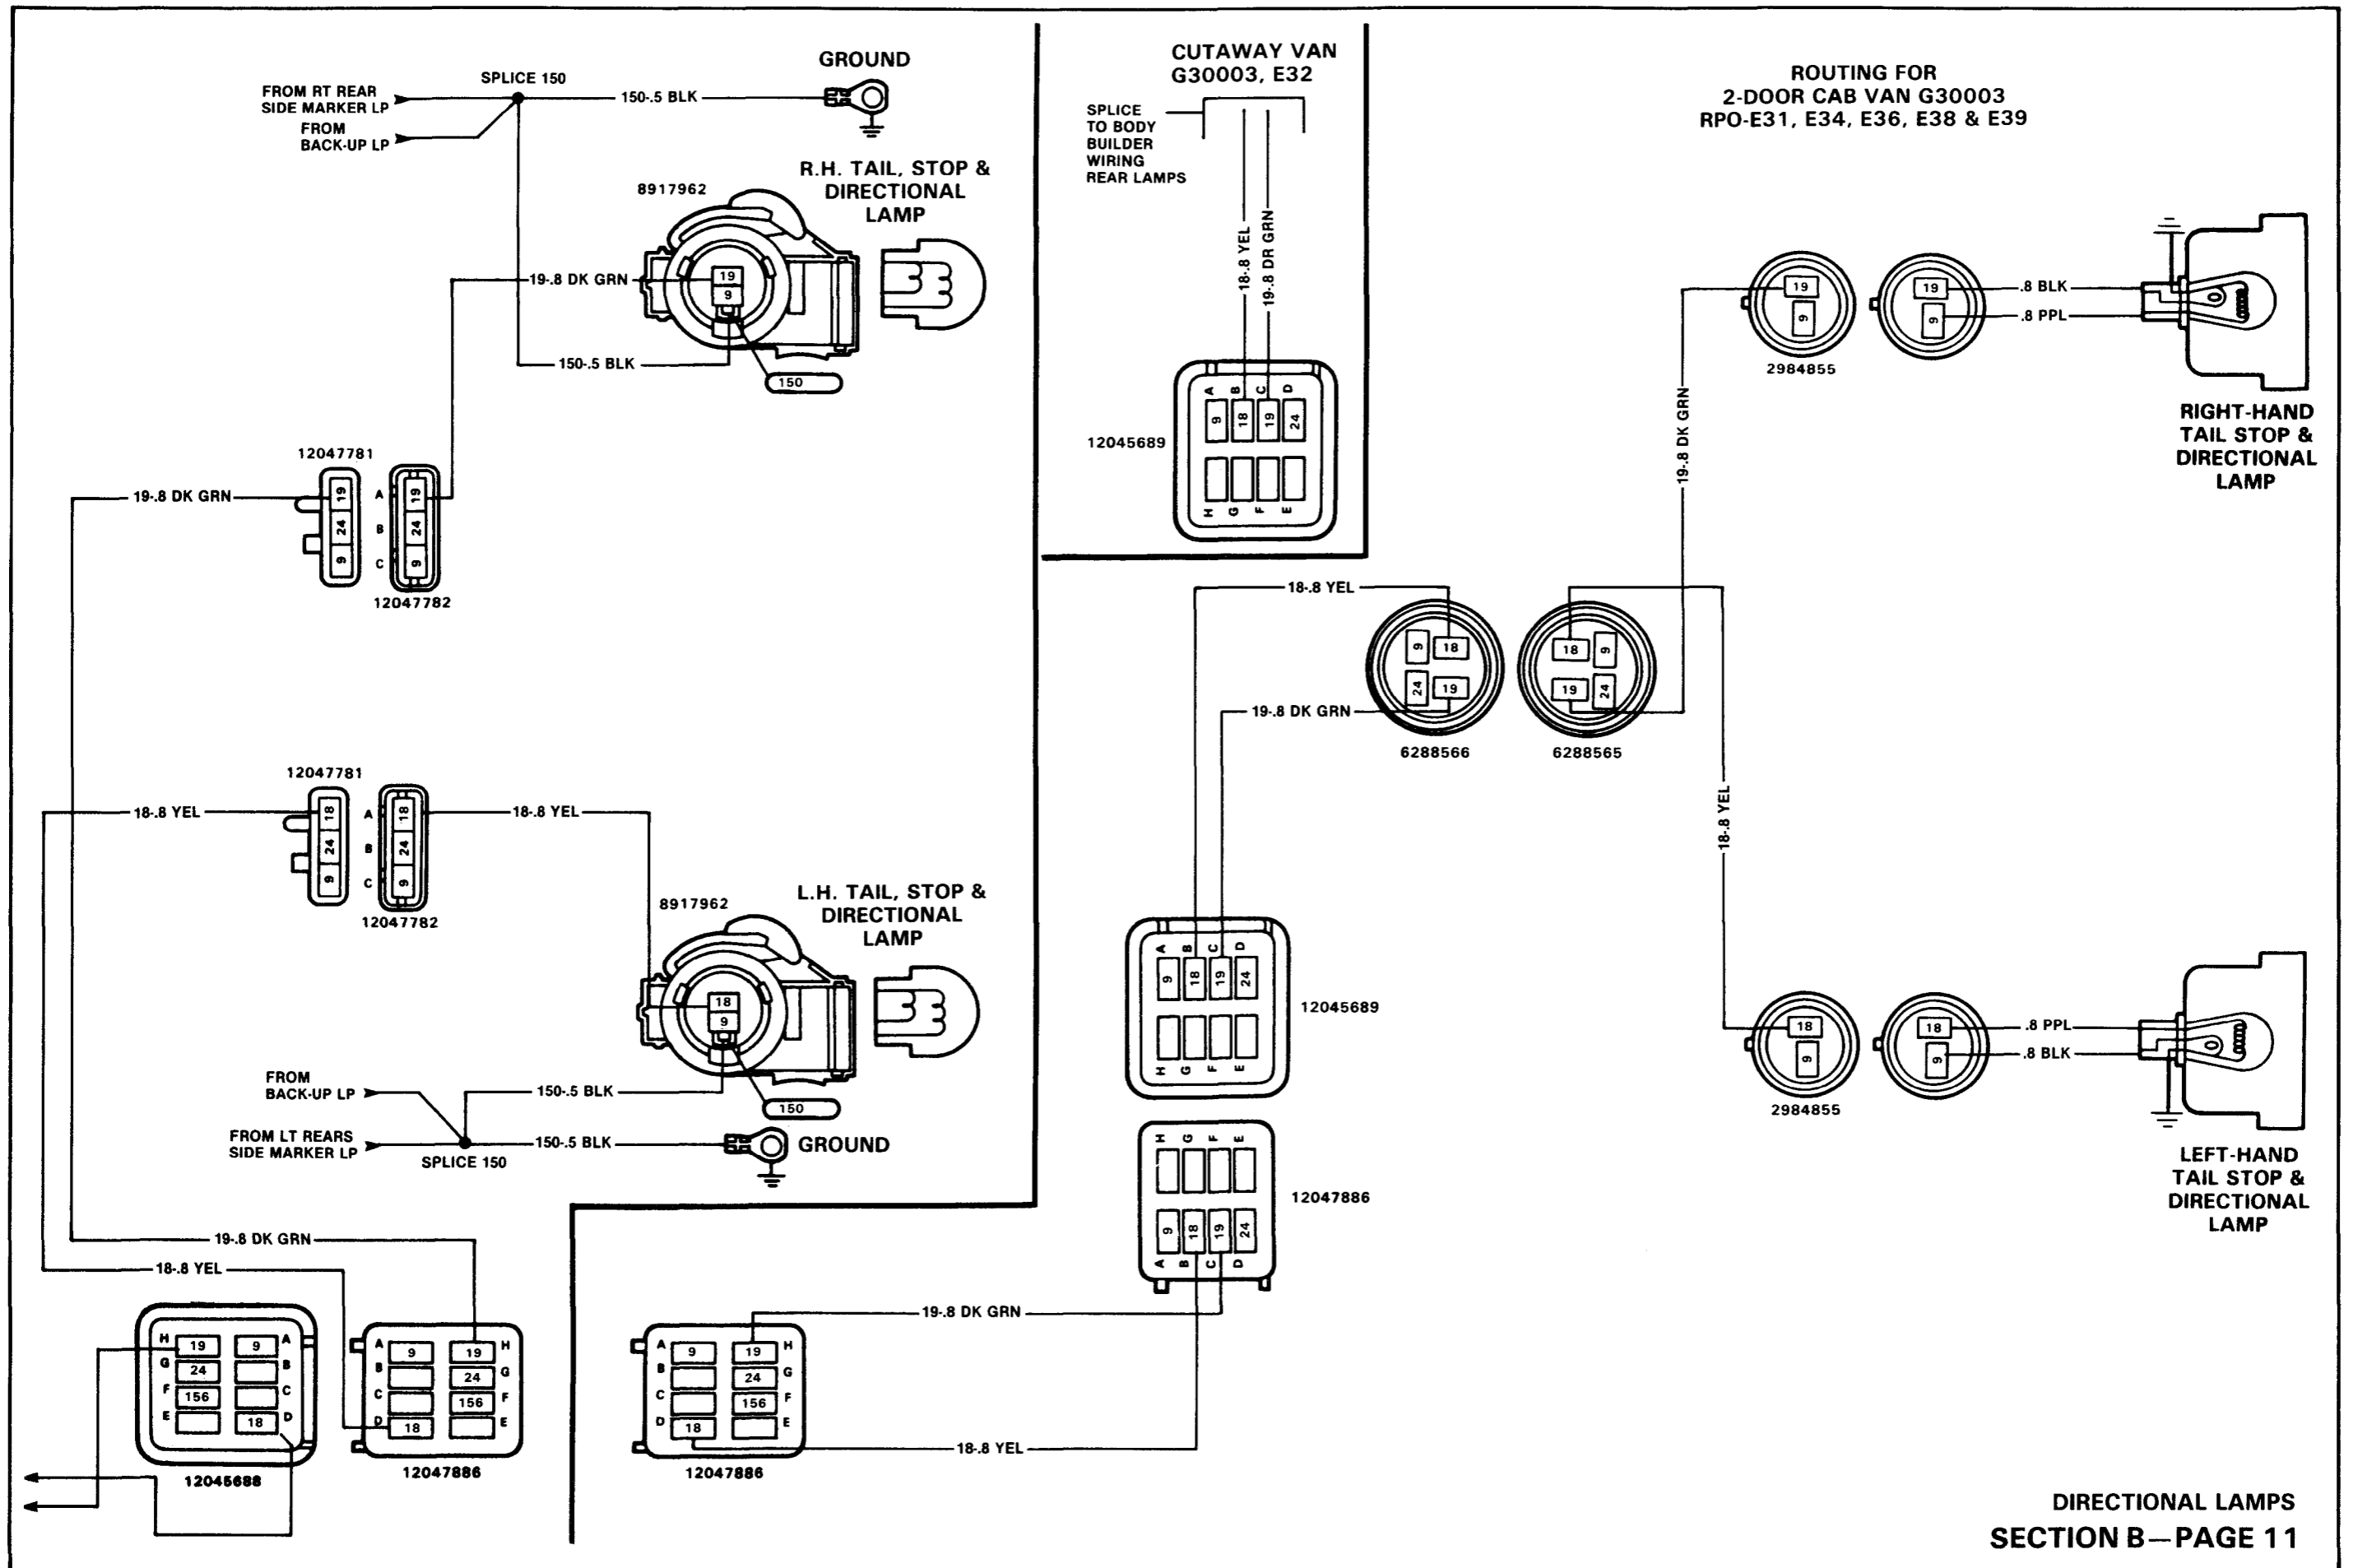 GROUND
SPLICE 150
FROM RT REAR
SIDE MARKER LP
150-.5 BLK
FROM
BACK-UP LP
R.H. TAIL, STOP &
DIRECTIONAL
LAMP
8917962
19-.8 DK GRN
19
9
150-.5 BLK
150
12047781
19-.8 DK GRN
19
24
9
A
B
C
19
24
9
12047782
12047781
18-.8 YEL
18
24
9
A
B
C
18
24
9
18-.8 YEL
12047782
L.H. TAIL, STOP &
DIRECTIONAL
LAMP
8917962
18
9
FROM
BACK-UP LP
150-.5 BLK
150
FROM LT REARS
SIDE MARKER LP
150-.5 BLK
GROUND
SPLICE 150
19-.8 DK GRN
18-.8 YEL
H 19 9 A
G 24 B
F 156 C
E 18 D
12045688
A 9 19 H
B 24 G
C 156 F
D 18 E
12047886
CUTAWAY VAN
G30003, E32
SPLICE
TO BODY
BUILDER
WIRING
REAR LAMPS
18-.8 YEL
19-.8 DR GRN
A B C D
9 18 19 24
12045689
H G F E
ROUTING FOR
2-DOOR CAB VAN G30003
RPO-E31, E34, E36, E38 & E39
19
9
2984855
19
9
.8 BLK
.8 PPL
RIGHT-HAND
TAIL STOP &
DIRECTIONAL
LAMP
19-.8 DK GRN
18-.8 YEL
9 18
24 19
6288566
18 9
19 24
6288565
19-.8 DK GRN
18-.8 YEL
A B C D
9 18 19 24
12045689
H G F E
18
9
2984855
18
9
.8 PPL
.8 BLK
LEFT-HAND
TAIL STOP &
DIRECTIONAL
LAMP
H G F E
12047886
9 18 19 24
A B C D
19-.8 DK GRN
A 9 19 H
B 24 G
C 156 F
D 18 E
18-.8 YEL
12047886
DIRECTIONAL LAMPS
SECTION B—PAGE 11